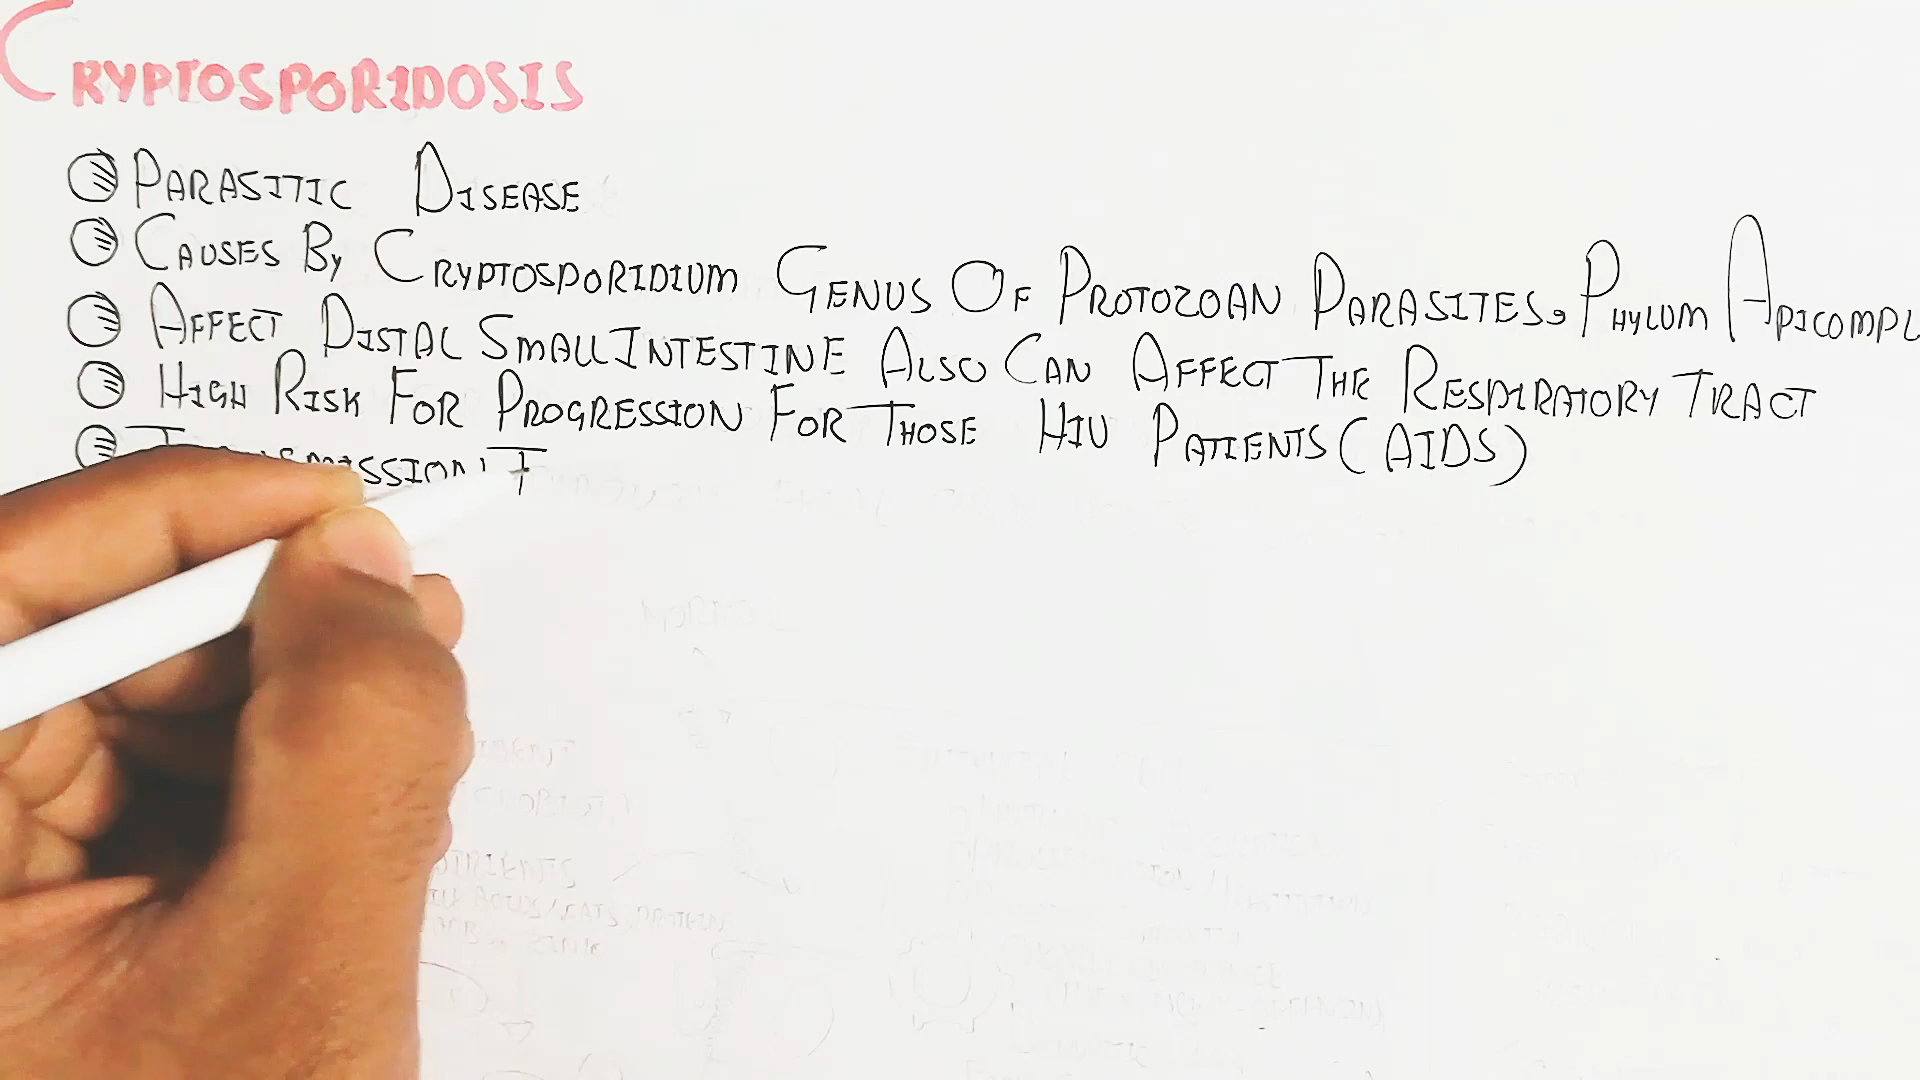 CRYPTOSPORIDOSIS
PARASITIC DISEASE
CAUSES BY CRYPTOSPORIDIUM GENUS OF PROTOZOAN PARASITES, PHYLUM APICOMPL
AFFECT DISTAL SMALL INTESTINE ALSO CAN AFFECT THE RESPIRATORY TRACT
HIGH RISK FOR PROGRESSION FOR THOSE HIV PATIENTS (AIDS)